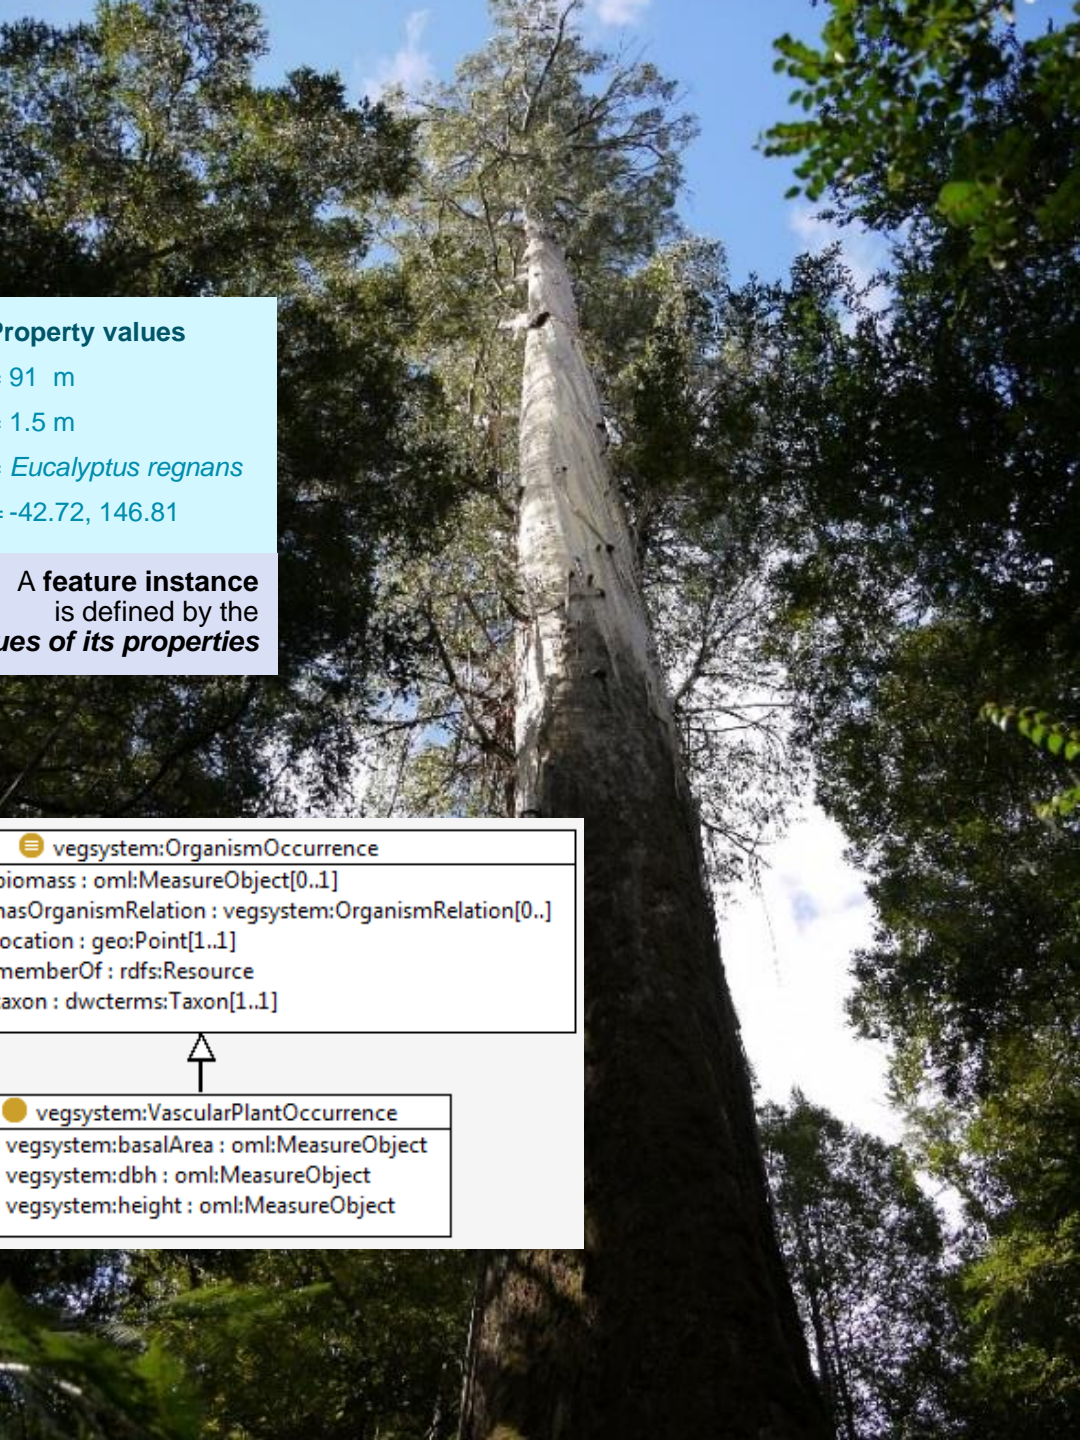 Property values
= 91 m
= 1.5 m
= Eucalyptus regnans
= -42.72, 146.81
A feature instance
is defined by the
ues of its properties
vegsystem:OrganismOccurrence
biomass : oml:MeasureObject[0..1]
hasOrganismRelation : vegsystem:OrganismRelation[0..]
ocation : geo:Point[1..1]
memberOf : rdfs:Resource
taxon : dwcterms:Taxon[1..1]
vegsystem:VascularPlantOccurrence
vegsystem:basalArea : oml:MeasureObject
vegsystem:dbh : oml:MeasureObject
vegsystem:height : oml:MeasureObject